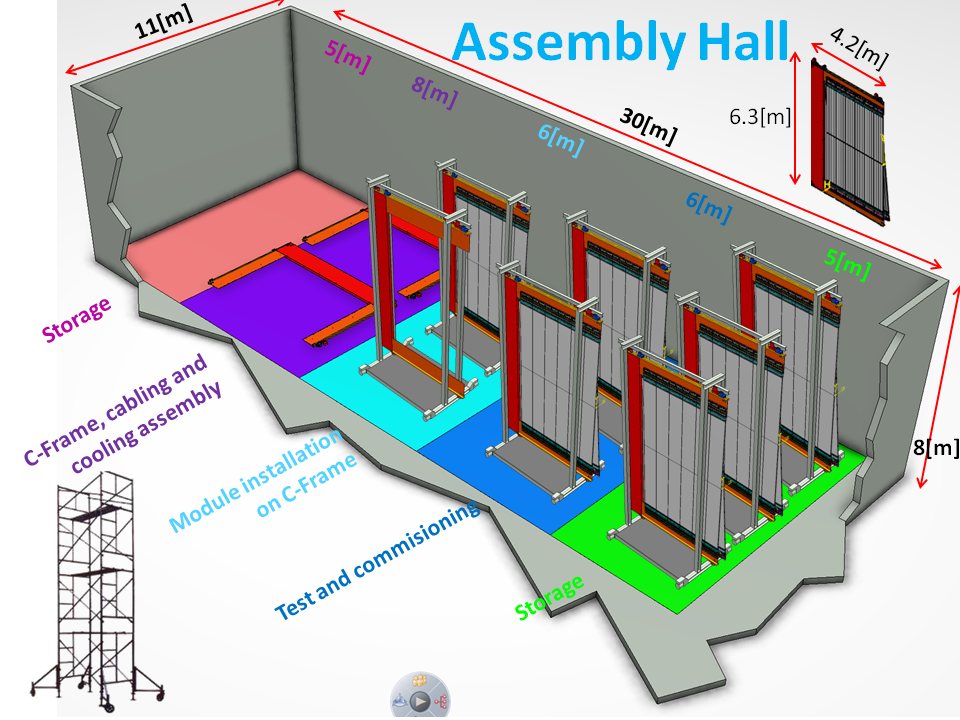 Assembly Hall
11[m]
5[m]
8[m]
6[m]
30[m]
6[m]
5[m]
4.2[m]
6.3[m]
8[m]
Storage
C-Frame, cabling and
cooling assembly
Module installation
on C-Frame
Test and commisioning
Storage